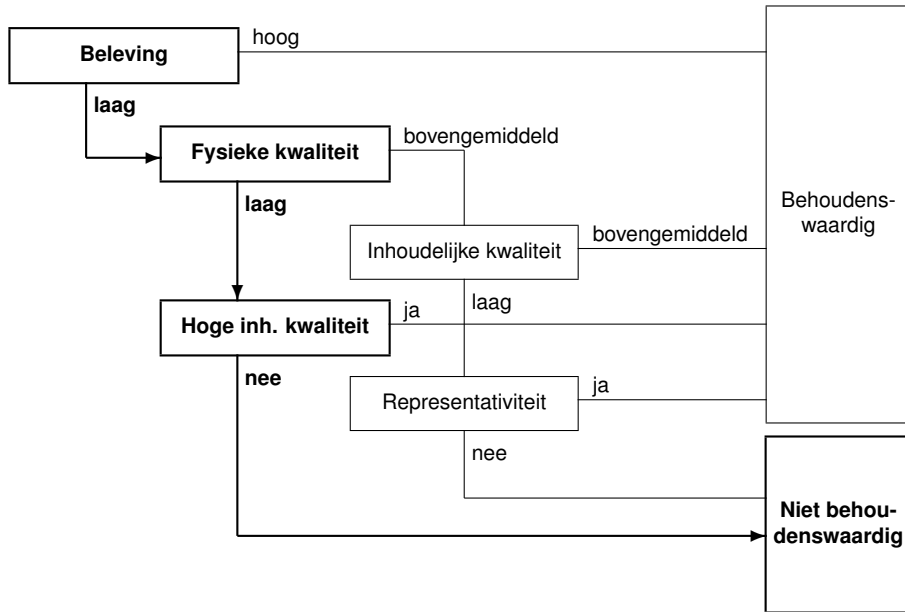 hoog
Beleving
laag
bovengemiddeld
Fysieke kwaliteit
laag
Behoudens-
waardig
bovengemiddeld
Inhoudelijke kwaliteit
laag
ja
Hoge inh. kwaliteit
nee
ja
Representativiteit
nee
Niet behou-
denswaardig